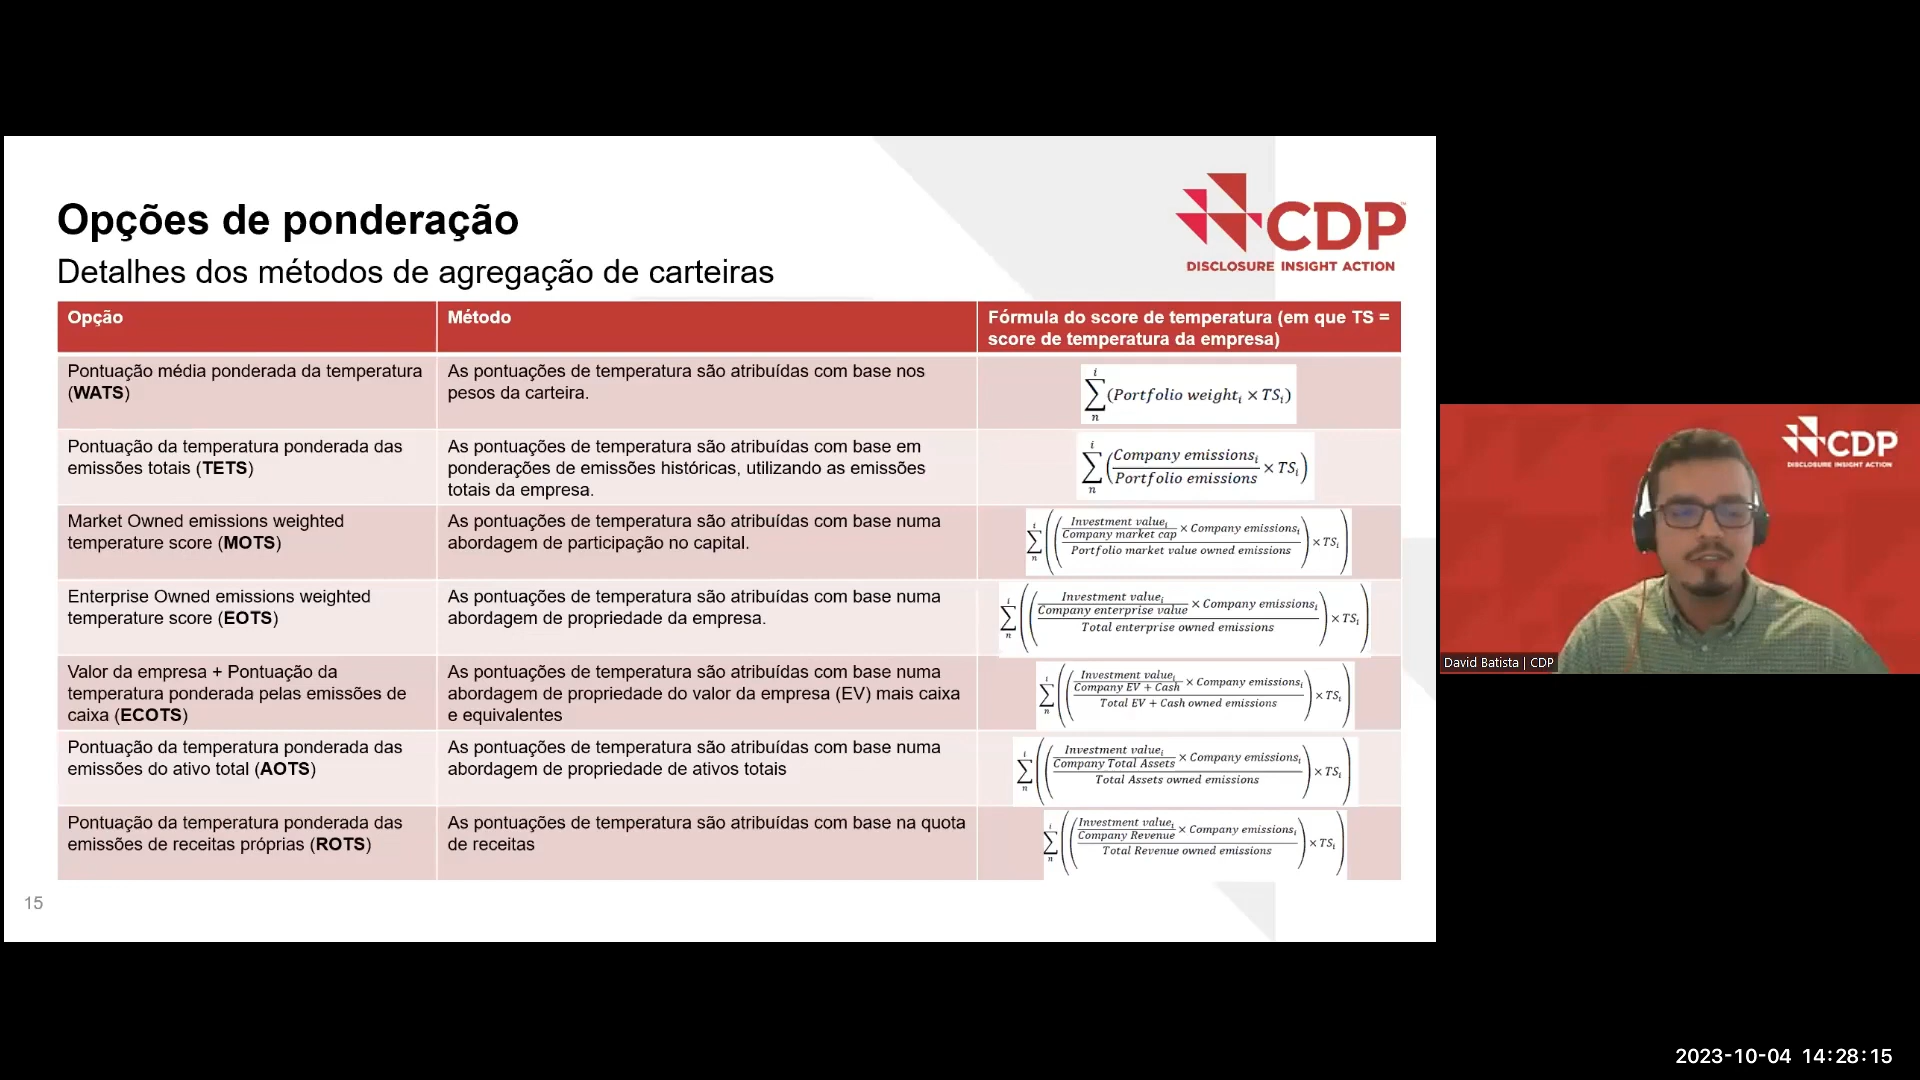 Opções de ponderação
Detalhes dos métodos de agregação de carteiras
CDP
DISCLOSURE INSIGHT ACTION
Opção
Método
Fórmula do score de temperatura (em que TS =
score de temperatura da empresa)
Pontuação média ponderada da temperatura
(WATS)
As pontuações de temperatura são atribuídas com base nos
pesos da carteira.
i
∑(Portfolio weightᵢ × TSᵢ)
n
Pontuação da temperatura ponderada das
emissões totais (TETS)
As pontuações de temperatura são atribuídas com base em
ponderações de emissões históricas, utilizando as emissões
totais da empresa.
i
∑(Company emissionsᵢ / Portfolio emissions × TSᵢ)
n
Market Owned emissions weighted
temperature score (MOTS)
As pontuações de temperatura são atribuídas com base numa
abordagem de participação no capital.
i
∑(((Investment valueᵢ / Company market cap × Company emissionsᵢ) / Portfolio market value owned emissions) × TSᵢ)
n
Enterprise Owned emissions weighted
temperature score (EOTS)
As pontuações de temperatura são atribuídas com base numa
abordagem de propriedade da empresa.
i
∑(((Investment valueᵢ / Company enterprise value × Company emissionsᵢ) / Total enterprise owned emissions) × TSᵢ)
n
Valor da empresa + Pontuação da
temperatura ponderada pelas emissões de
caixa (ECOTS)
As pontuações de temperatura são atribuídas com base numa
abordagem de propriedade do valor da empresa (EV) mais caixa
e equivalentes
i
∑(((Investment valueᵢ / Company EV + Cash × Company emissionsᵢ) / Total EV + Cash owned emissions) × TSᵢ)
n
Pontuação da temperatura ponderada das
emissões do ativo total (AOTS)
As pontuações de temperatura são atribuídas com base numa
abordagem de propriedade de ativos totais
i
∑(((Investment valueᵢ / Company Total Assets × Company emissionsᵢ) / Total Assets owned emissions) × TSᵢ)
n
Pontuação da temperatura ponderada das
emissões de receitas próprias (ROTS)
As pontuações de temperatura são atribuídas com base na quota
de receitas
i
∑(((Investment valueᵢ / Company Revenue × Company emissionsᵢ) / Total Revenue owned emissions) × TSᵢ)
n
15
CDP
DISCLOSURE INSIGHT ACTION
David Batista | CDP
2023-10-04 14:28:15